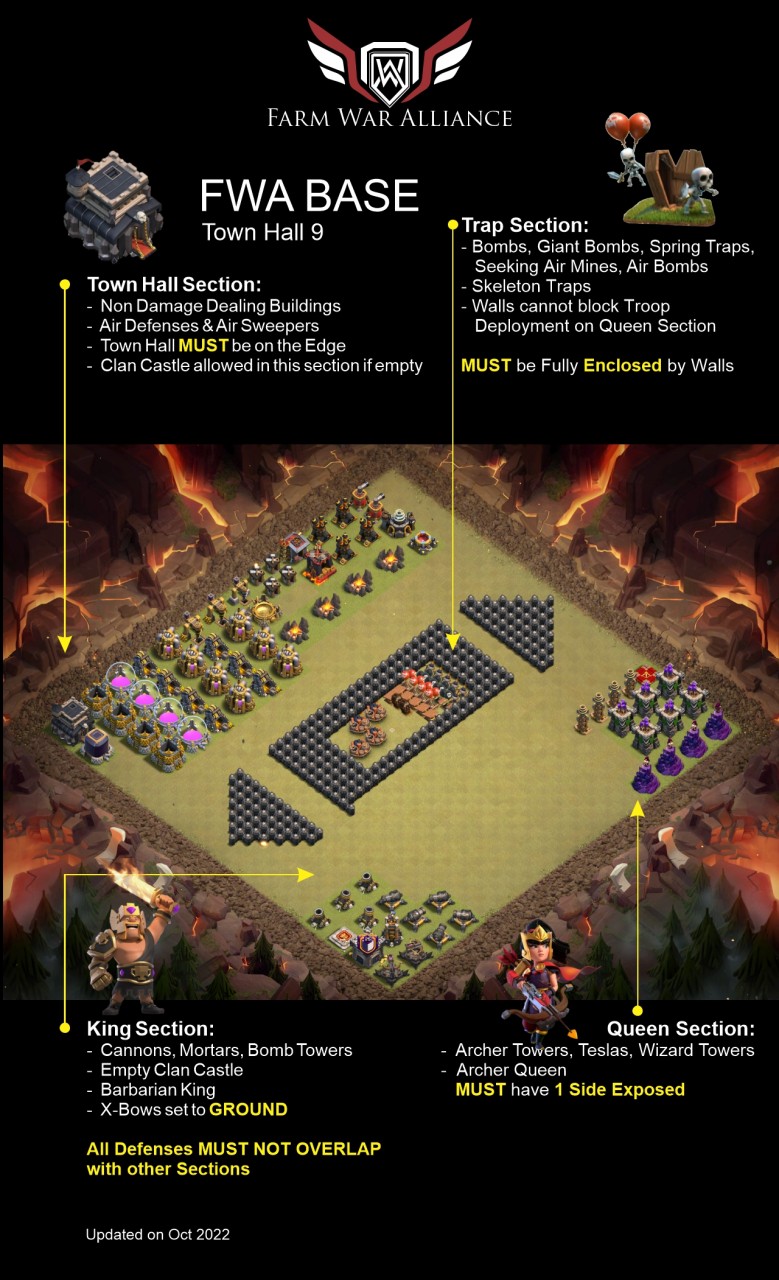 FARM WAR ALLIANCE
FWA BASE
Town Hall 9
Town Hall Section:
- Non Damage Dealing Buildings
- Air Defenses & Air Sweepers
- Town Hall MUST be on the Edge
- Clan Castle allowed in this section if empty
Trap Section:
- Bombs, Giant Bombs, Spring Traps,
Seeking Air Mines, Air Bombs
- Skeleton Traps
- Walls cannot block Troop
Deployment on Queen Section
MUST be Fully Enclosed by Walls
King Section:
- Cannons, Mortars, Bomb Towers
- Empty Clan Castle
- Barbarian King
- X-Bows set to GROUND
All Defenses MUST NOT OVERLAP
with other Sections
Queen Section:
- Archer Towers, Teslas, Wizard Towers
- Archer Queen
MUST have 1 Side Exposed
Updated on Oct 2022